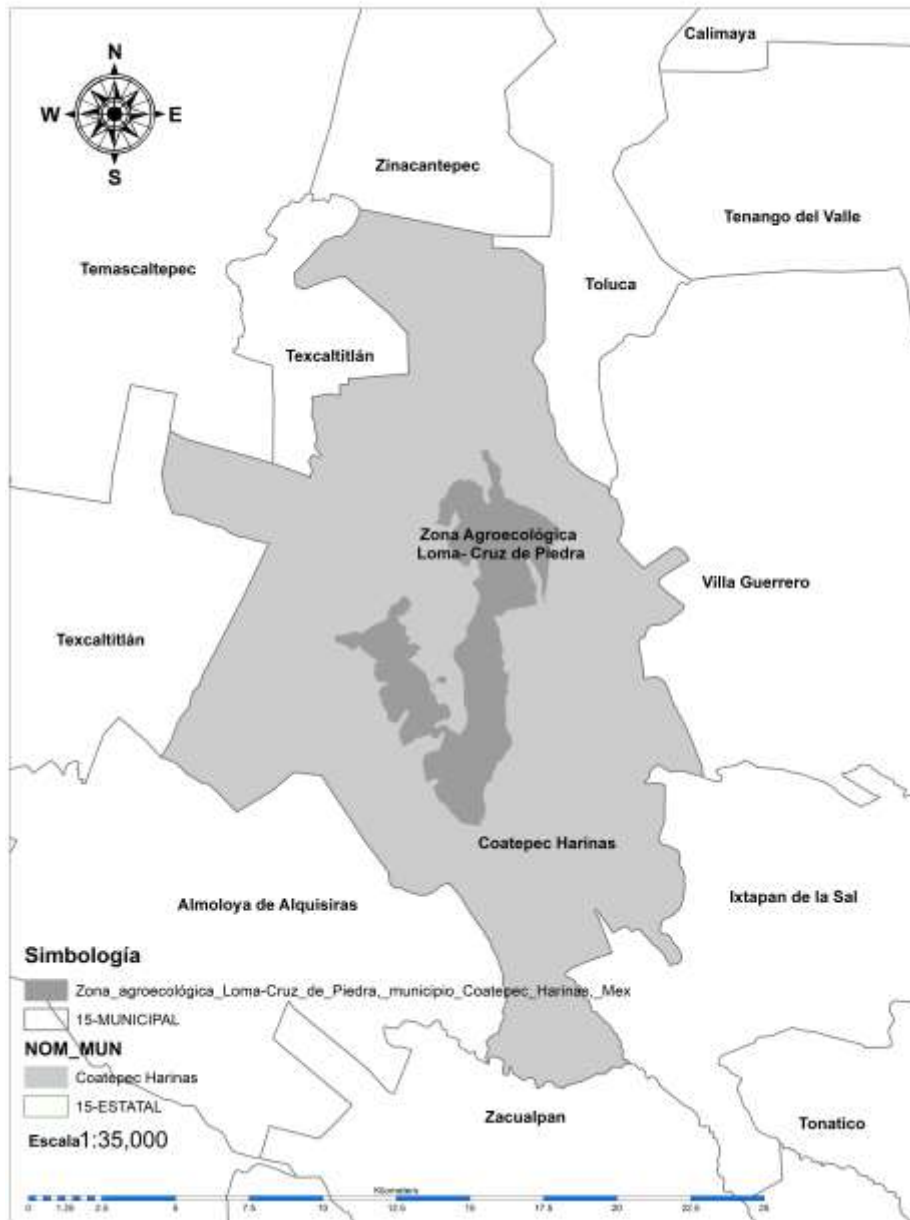 Calimaya
N
W E
S
Zinacantepec
Tenango del Valle
Temascaltepec
Toluca
Texcaltitlán
Zona Agroecológica
Loma- Cruz de Piedra
Villa Guerrero
Texcaltitlán
Coatepec Harinas
Ixtapan de la Sal
Almoloya de Alquisiras
Simbología
Zona_agroecológica_Loma-Cruz_de_Piedra,_municipio_Coatepec_Harinas,_Mex
15-MUNICIPAL
NOM_MUN
Coatepec Harinas
15-ESTATAL
Zacualpan
Tonatico
Escala1:35,000
Kilometers
0 1.25 2.5 5 7.5 10 12.5 15 17.5 20 22.5 25